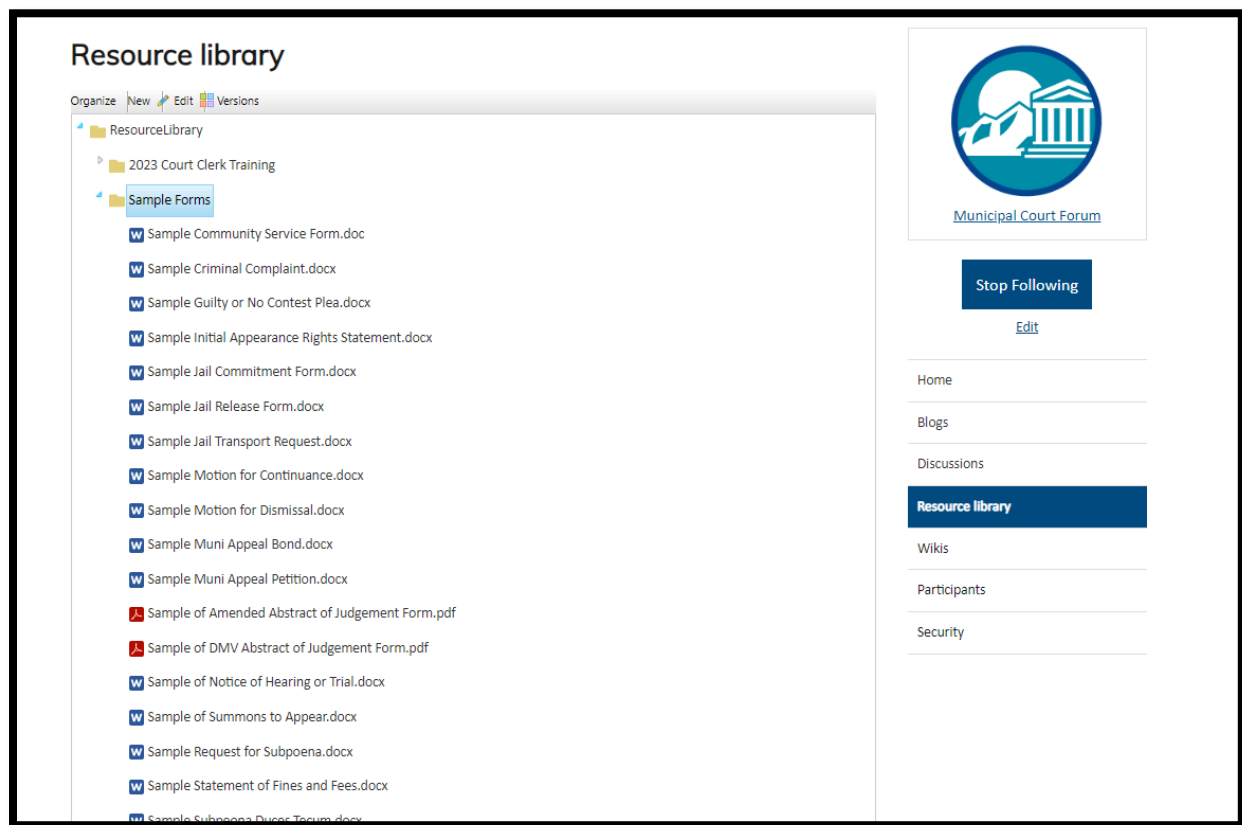 Resource library
Organize New Edit Versions
ResourceLibrary
2023 Court Clerk Training
Sample Forms
Sample Community Service Form.doc
Sample Criminal Complaint.docx
Sample Guilty or No Contest Plea.docx
Sample Initial Appearance Rights Statement.docx
Sample Jail Commitment Form.docx
Sample Jail Release Form.docx
Sample Jail Transport Request.docx
Sample Motion for Continuance.docx
Sample Motion for Dismissal.docx
Sample Muni Appeal Bond.docx
Sample Muni Appeal Petition.docx
Sample of Amended Abstract of Judgement Form.pdf
Sample of DMV Abstract of Judgement Form.pdf
Sample of Notice of Hearing or Trial.docx
Sample of Summons to Appear.docx
Sample Request for Subpoena.docx
Sample Statement of Fines and Fees.docx
Sample Subpoena Duces Tecum.docx
Municipal Court Forum
Stop Following
Edit
Home
Blogs
Discussions
Resource library
Wikis
Participants
Security